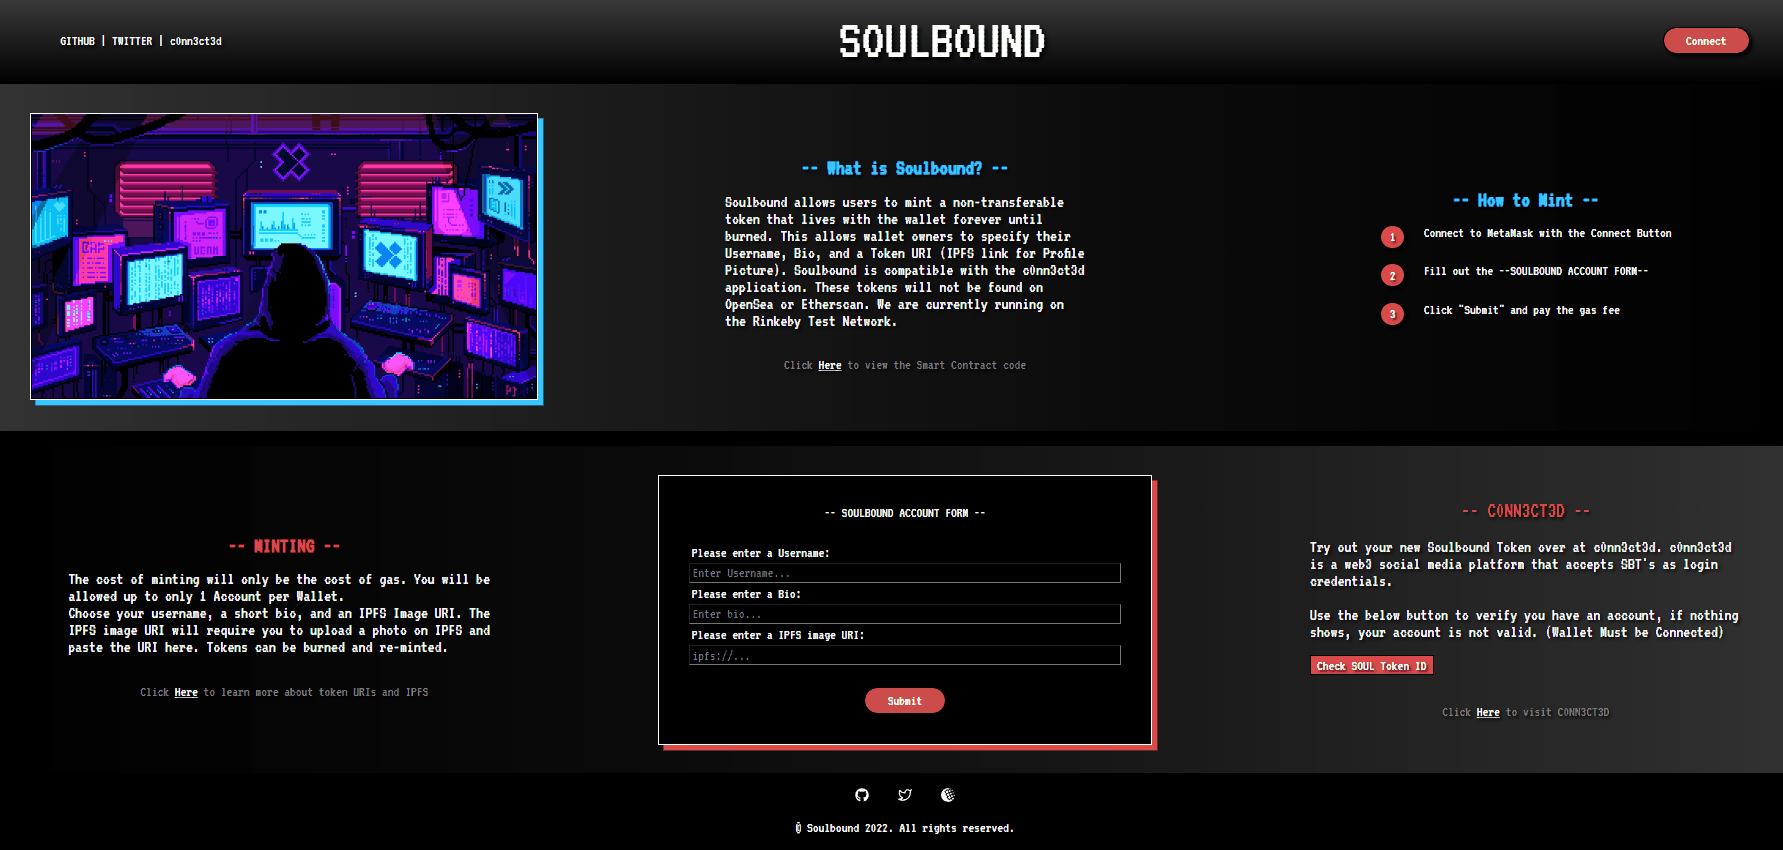 GITHUB | TWITTER | c0nn3ct3d
SOULBOUND
Connect
-- What is Soulbound? --
Soulbound allows users to mint a non-transferable
token that lives with the wallet forever until
burned. This allows wallet owners to specify their
Username, Bio, and a Token URI (IPFS link for Profile
Picture). Soulbound is compatible with the c0nn3ct3d
application. These tokens will not be found on
OpenSea or Etherscan. We are currently running on
the Rinkeby Test Network.
Click Here to view the Smart Contract code
-- How to Mint --
1 Connect to MetaMask with the Connect Button
2 Fill out the --SOULBOUND ACCOUNT FORM--
3 Click "Submit" and pay the gas fee
-- MINTING --
The cost of minting will only be the cost of gas. You will be
allowed up to only 1 Account per Wallet.
Choose your username, a short bio, and an IPFS Image URI. The
IPFS image URI will require you to upload a photo on IPFS and
paste the URI here. Tokens can be burned and re-minted.
Click Here to learn more about token URIs and IPFS
-- SOULBOUND ACCOUNT FORM --
Please enter a Username:
Enter Username...
Please enter a Bio:
Enter bio...
Please enter a IPFS image URI:
ipfs://...
Submit
-- C0NN3CT3D --
Try out your new Soulbound Token over at c0nn3ct3d. c0nn3ct3d
is a web3 social media platform that accepts SBT's as login
credentials.
Use the below button to verify you have an account, if nothing
shows, your account is not valid. (Wallet Must be Connected)
Check SOUL Token ID
Click Here to visit C0NN3CT3D
© Soulbound 2022. All rights reserved.